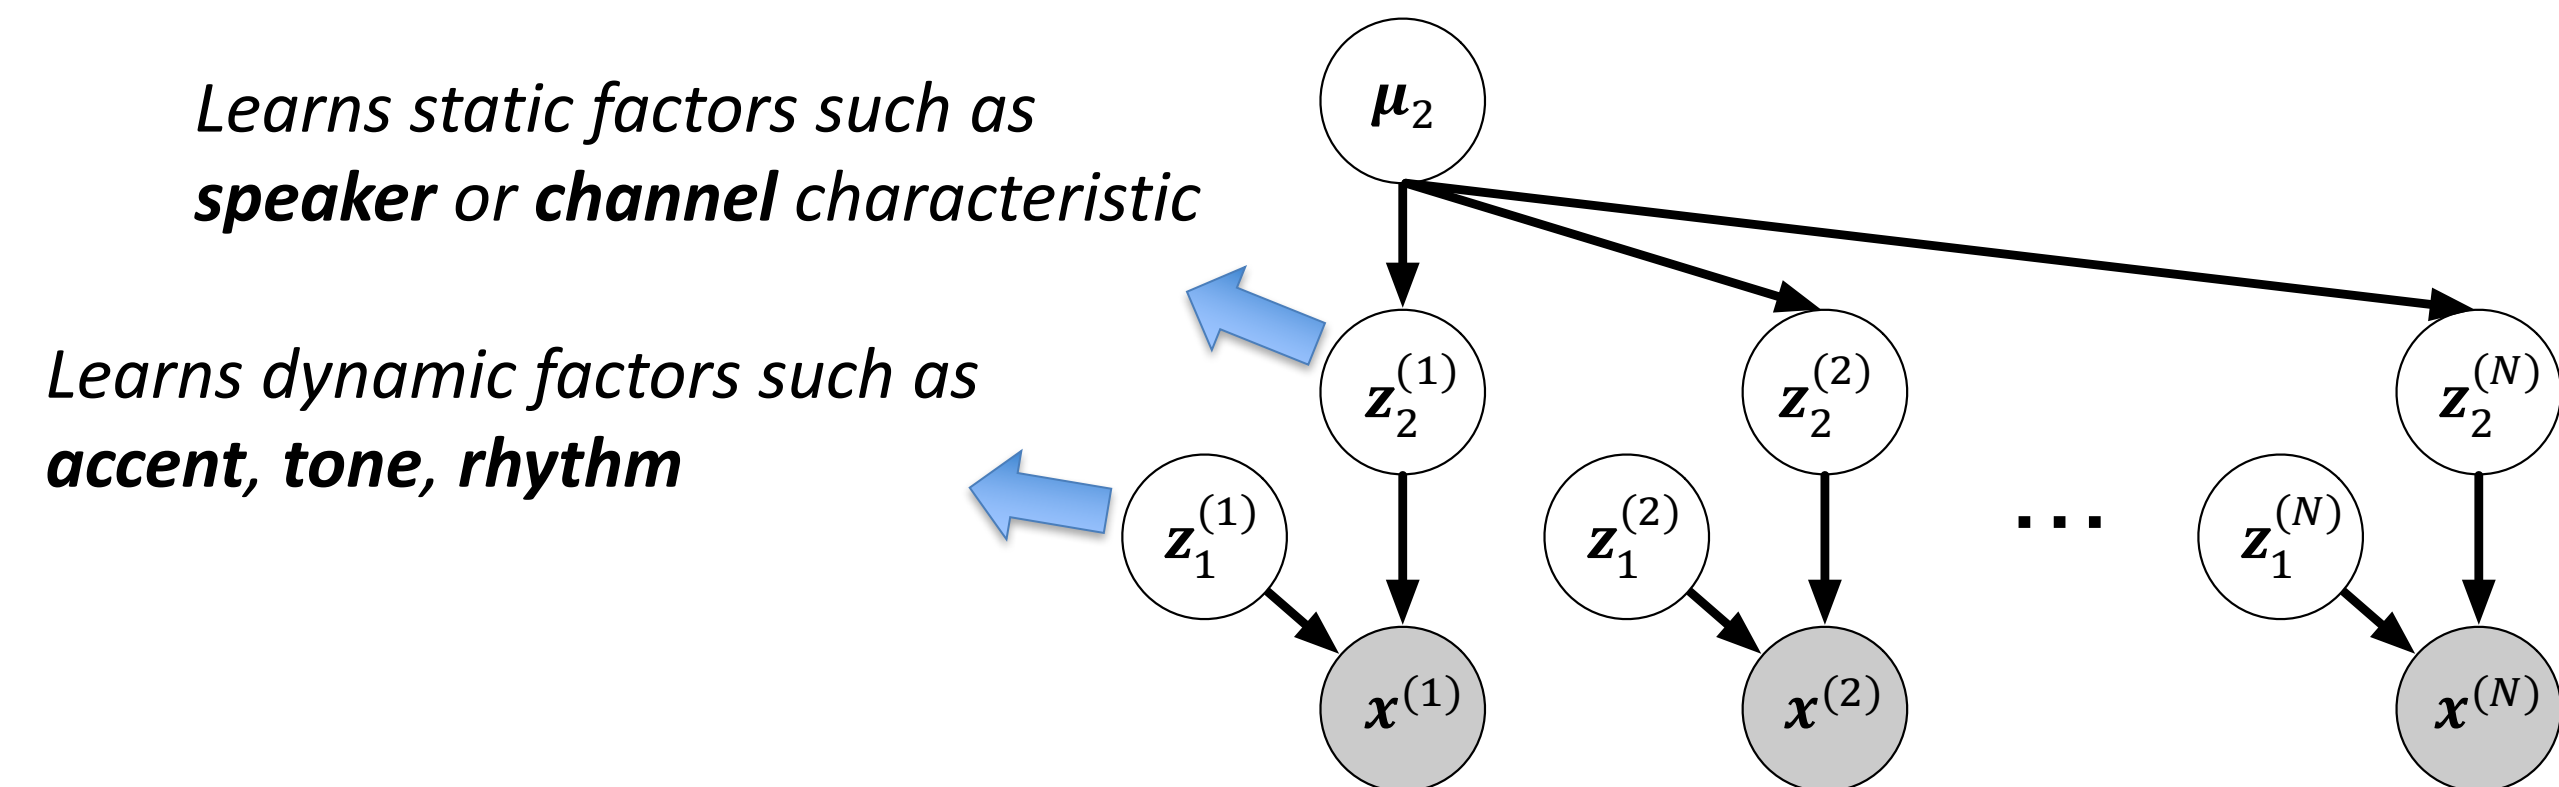 Learns static factors such as
speaker or channel characteristic
Learns dynamic factors such as
accent, tone, rhythm
μ₂
z₂⁽¹⁾ z₂⁽²⁾ z₂⁽ᴺ⁾
z₁⁽¹⁾ z₁⁽²⁾ ... z₁⁽ᴺ⁾
x⁽¹⁾ x⁽²⁾ x⁽ᴺ⁾